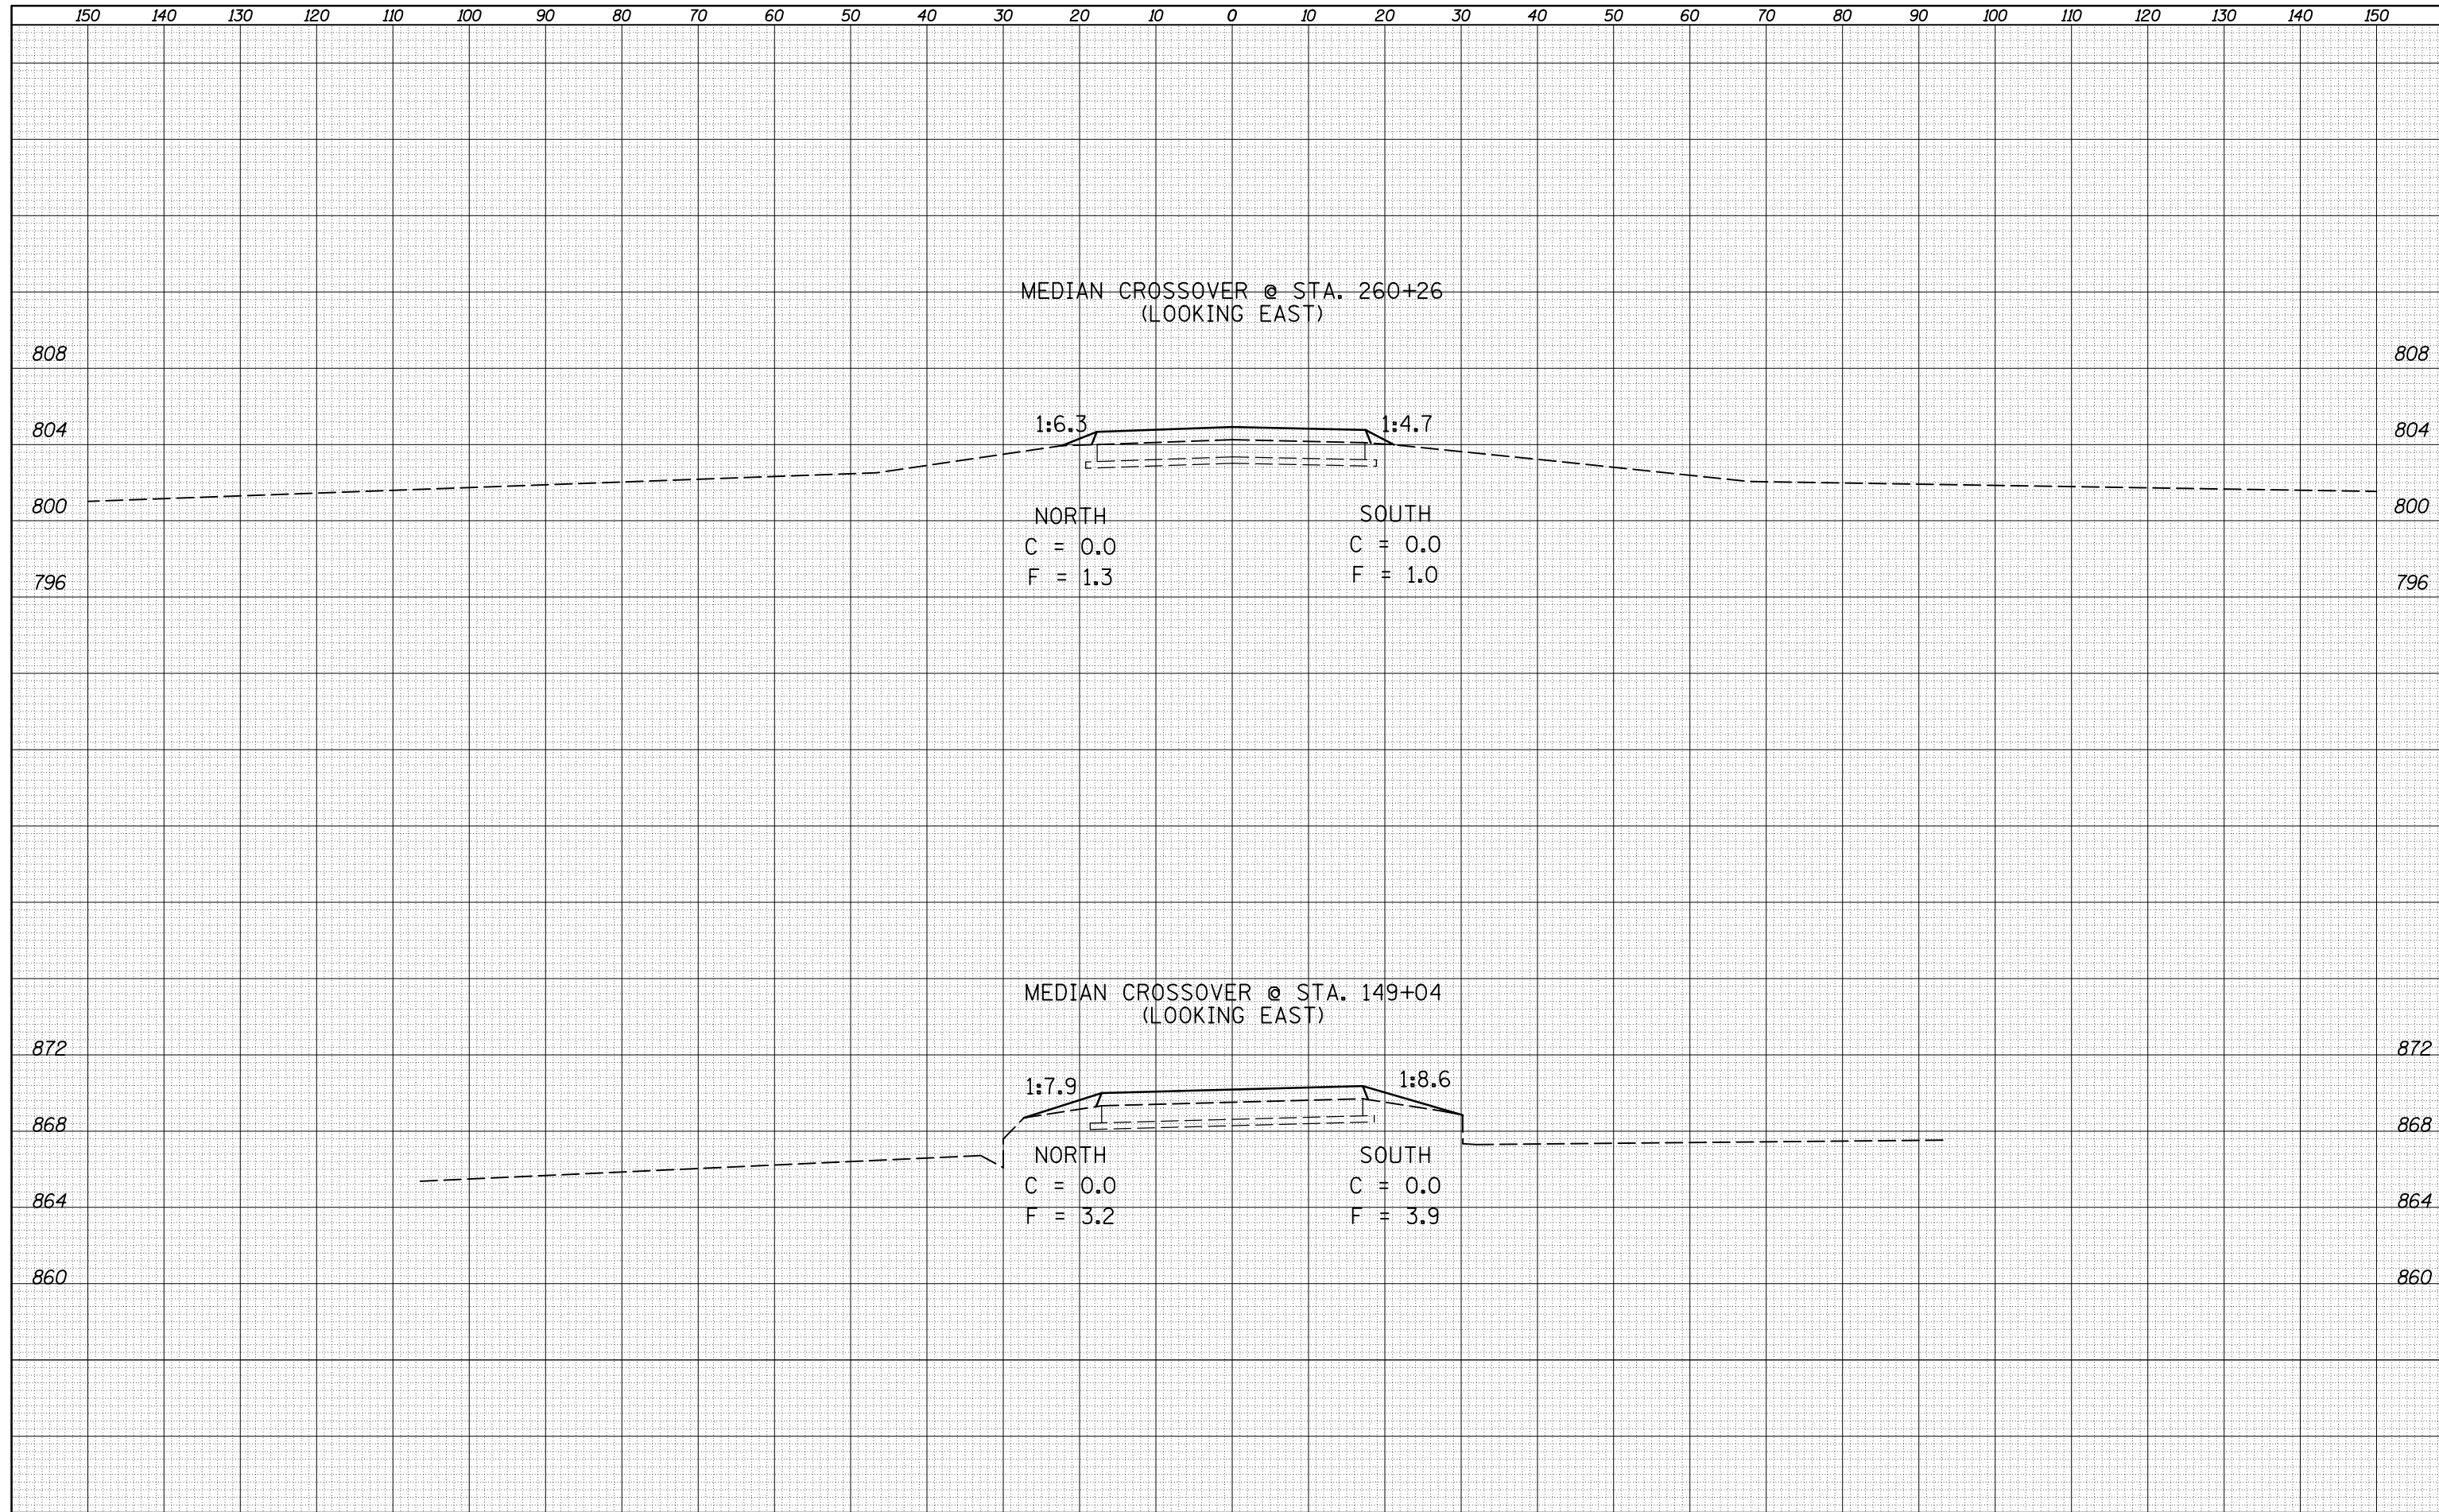 150 140 130 120 110 100 90 80 70 60 50 40 30 20 10 0 10 20 30 40 50 60 70 80 90 100 110 120 130 140 150
MEDIAN CROSSOVER @ STA. 260+26
(LOOKING EAST)
808 808
804 1:6.3 1:4.7 804
800 800
NORTH SOUTH
C = 0.0 C = 0.0
F = 1.3 F = 1.0
796 796
MEDIAN CROSSOVER @ STA. 149+04
(LOOKING EAST)
872 872
1:7.9 1:8.6
868 868
NORTH SOUTH
C = 0.0 C = 0.0
864 864
F = 3.2 F = 3.9
860 860